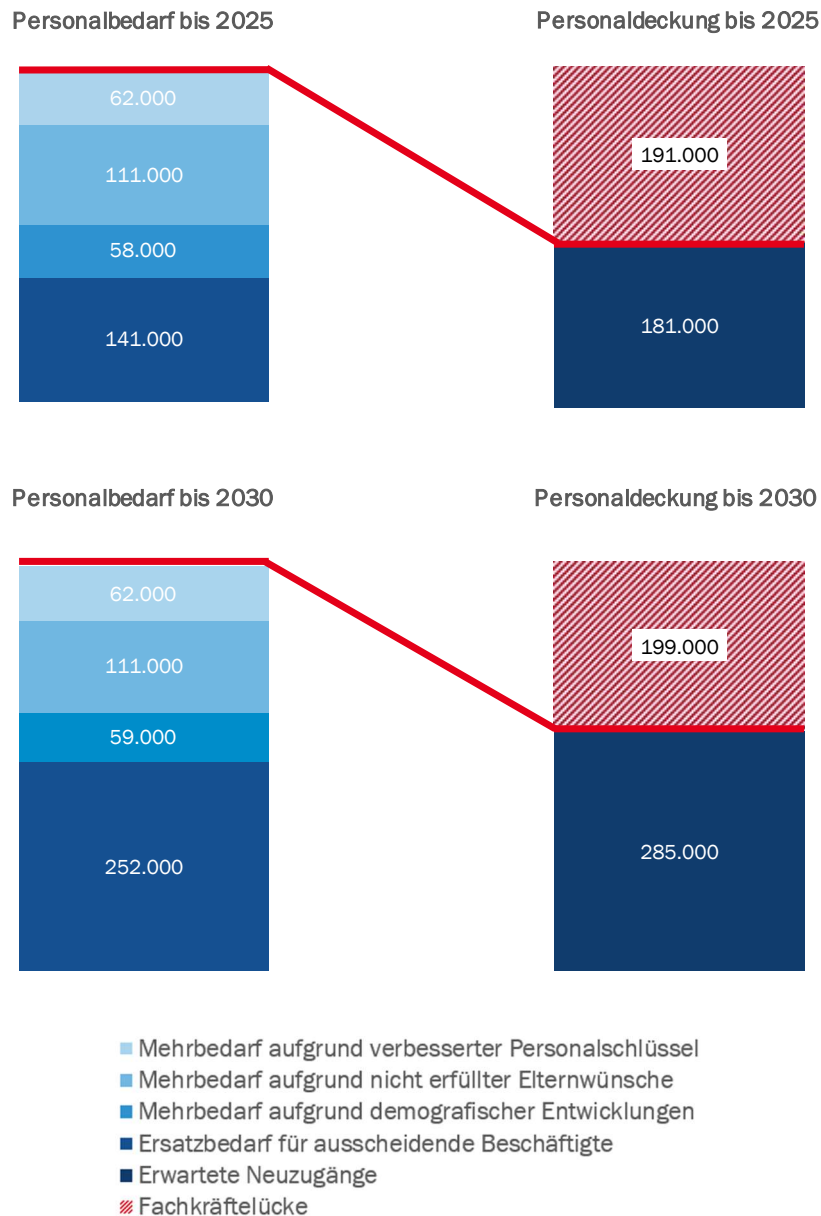 Personalbedarf bis 2025
Personaldeckung bis 2025
62.000
111.000
58.000
141.000
191.000
181.000
Personalbedarf bis 2030
Personaldeckung bis 2030
62.000
111.000
59.000
252.000
199.000
285.000
Mehrbedarf aufgrund verbesserter Personalschlüssel
Mehrbedarf aufgrund nicht erfüllter Elternwünsche
Mehrbedarf aufgrund demografischer Entwicklungen
Ersatzbedarf für ausscheidende Beschäftigte
Erwartete Neuzugänge
Fachkräftelücke